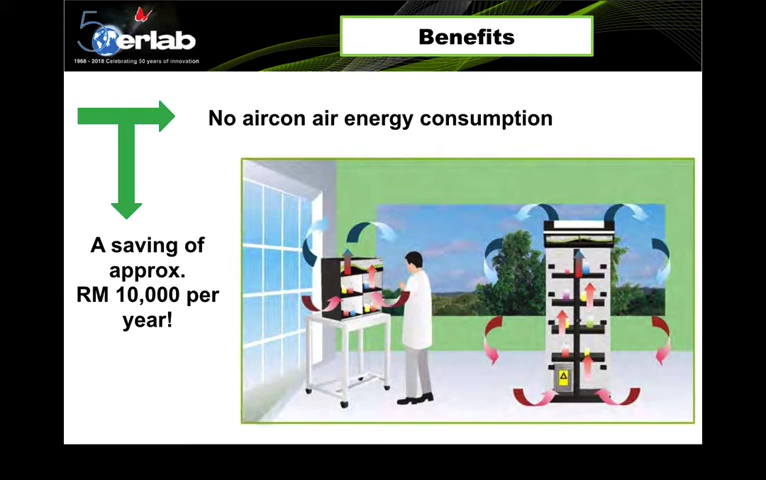 50
erlab
1968 - 2018 Celebrating 50 years of innovation
Benefits
No aircon air energy consumption
A saving of
approx.
RM 10,000 per
year!